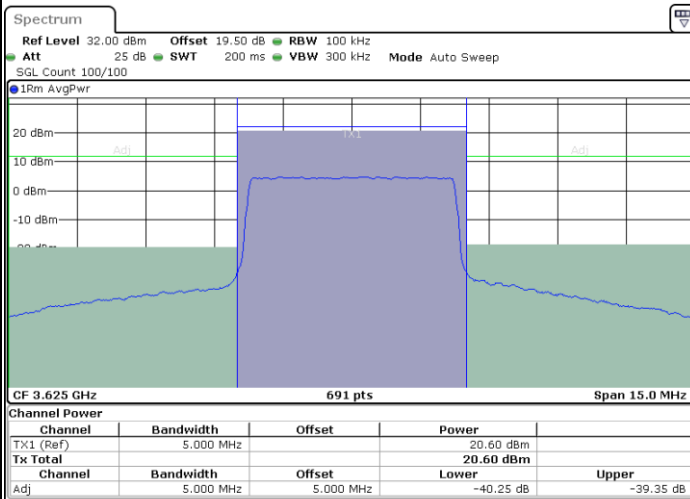 Spectrum
Ref Level 32.00 dBm Offset 19.50 dB RBW 100 kHz
Att 25 dB SWT 200 ms VBW 300 kHz Mode Auto Sweep
SGL Count 100/100
1Rm AvgPwr
20 dBm
TX1
Adj Adj
10 dBm
0 dBm
-10 dBm
CF 3.625 GHz 691 pts Span 15.0 MHz
Channel Power
Channel Bandwidth Offset Power
TX1 (Ref) 5.000 MHz 20.60 dBm
Tx Total 20.60 dBm
Channel Bandwidth Offset Lower Upper
Adj 5.000 MHz 5.000 MHz -40.25 dB -39.35 dB